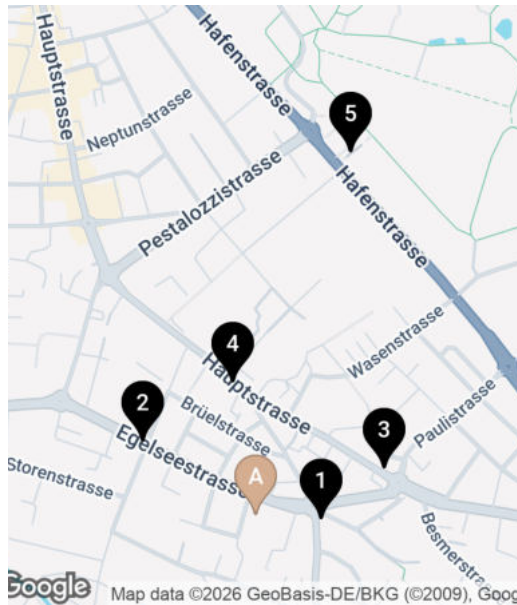 Hauptstrasse
Hafenstrasse
Neptunstrasse
5
Pestalozzistrasse
Hafenstrasse
4
Wasenstrasse
Hauptstrasse
2
Brüelstrasse
Paulistrasse
3
Egelseestrasse
Storenstrasse
A
1
Besmerstras
Google
Map data ©2026 GeoBasis-DE/BKG (©2009), Goog